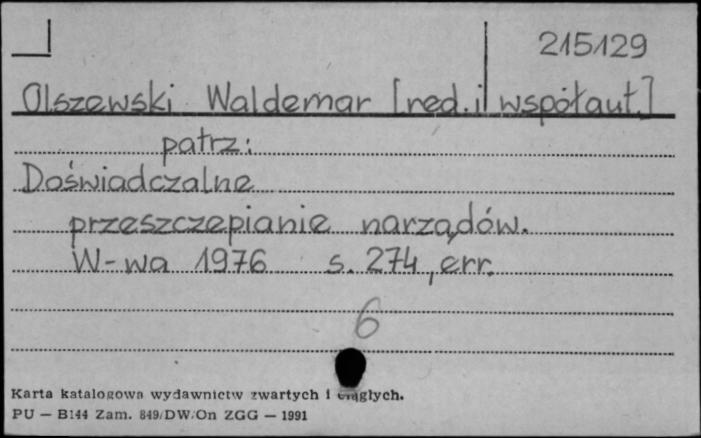 215129
Olszewski Waldemar [red. i współaut.]
patrz:
Doświadczalne
przeszczepianie narządów.
W-wa 1976 s. 274, err.
6
Karta katalogowa wydawnictw zwartych i ciągłych.
PU — B144 Zam. 849/DW/On ZGG — 1991